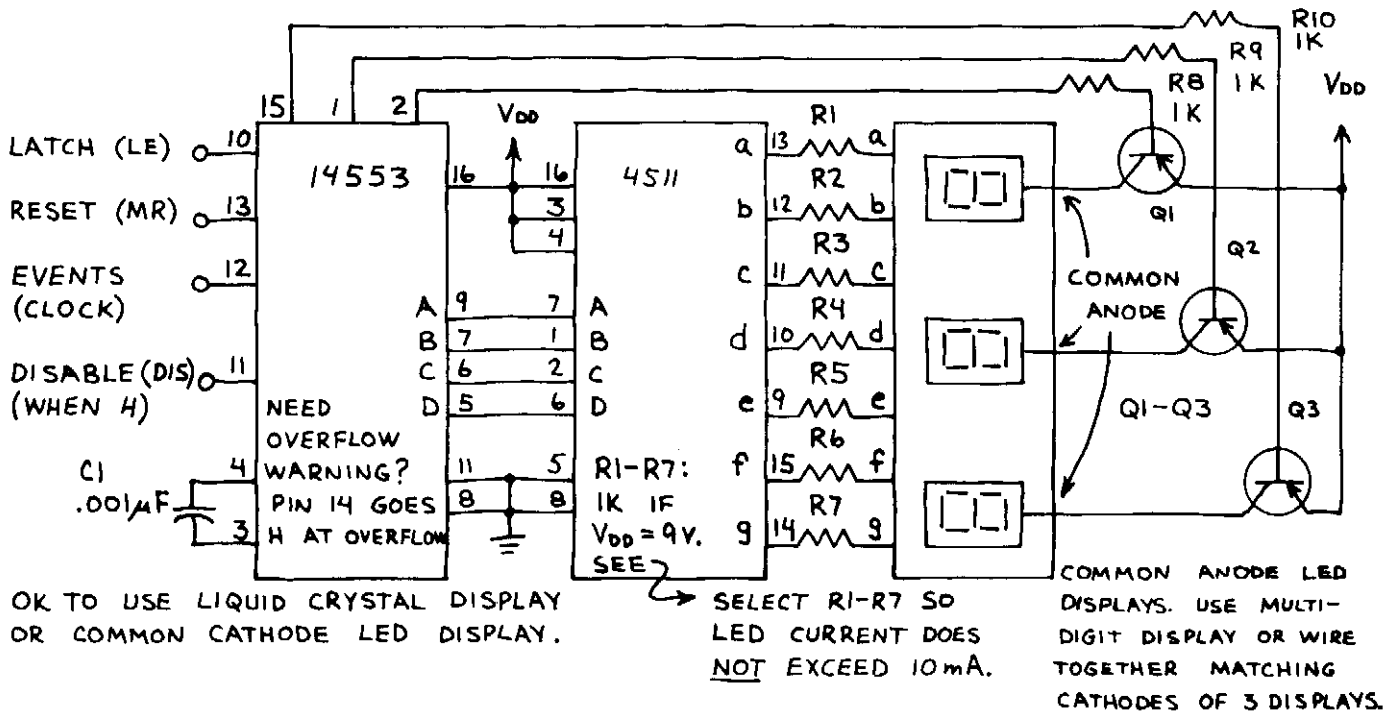 R10
1K
R9
1K
R8
1K
VDD
15 1 2
VDD
R1
LATCH (LE) 10
14553
16 16
4511
a 13 a
R2
RESET (MR) 13
3
b 12 b
Q1
4
R3
EVENTS 12
(CLOCK)
c 11 c
COMMON
ANODE
Q2
A 9 7 A
R4
B 7 1 B
d 10 d
C 6 2 C
R5
DISABLE (DIS) 11
(WHEN H)
D 5 6 D
e 9 e
Q1-Q3
Q3
NEED
OVERFLOW
WARNING?
PIN 14 GOES
H AT OVERFLOW
R6
C1
.001µF
4
3
11 5
8 8
R1-R7:
1K IF
VDD = 9V.
SEE
f 15 f
R7
g 14 g
OK TO USE LIQUID CRYSTAL DISPLAY
OR COMMON CATHODE LED DISPLAY.
SELECT R1-R7 SO
LED CURRENT DOES
NOT EXCEED 10mA.
COMMON ANODE LED
DISPLAYS. USE MULTI-
DIGIT DISPLAY OR WIRE
TOGETHER MATCHING
CATHODES OF 3 DISPLAYS.